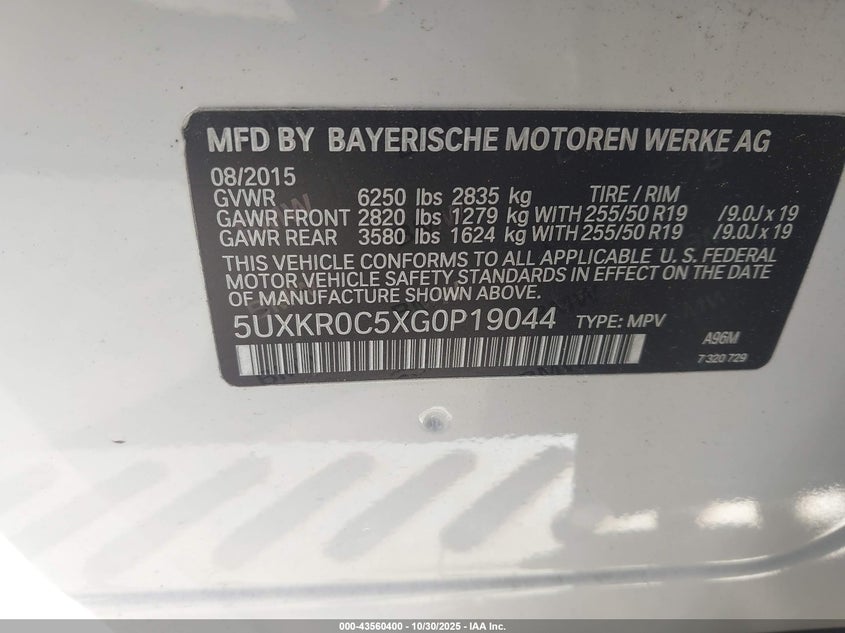 MFD BY BAYERISCHE MOTOREN WERKE AG
08/2015
GVWR 6250 lbs 2835 kg TIRE / RIM
GAWR FRONT 2820 lbs 1279 kg WITH 255/50 R19 /9.0J x 19
GAWR REAR 3580 lbs 1624 kg WITH 255/50 R19 /9.0J x 19
THIS VEHICLE CONFORMS TO ALL APPLICABLE U. S. FEDERAL
MOTOR VEHICLE SAFETY STANDARDS IN EFFECT ON THE DATE
OF MANUFACTURE SHOWN ABOVE.
5UXKR0C5XG0P19044 TYPE: MPV
A96M
7 320 729
000-43560400 - 10/30/2025 - IAA Inc.